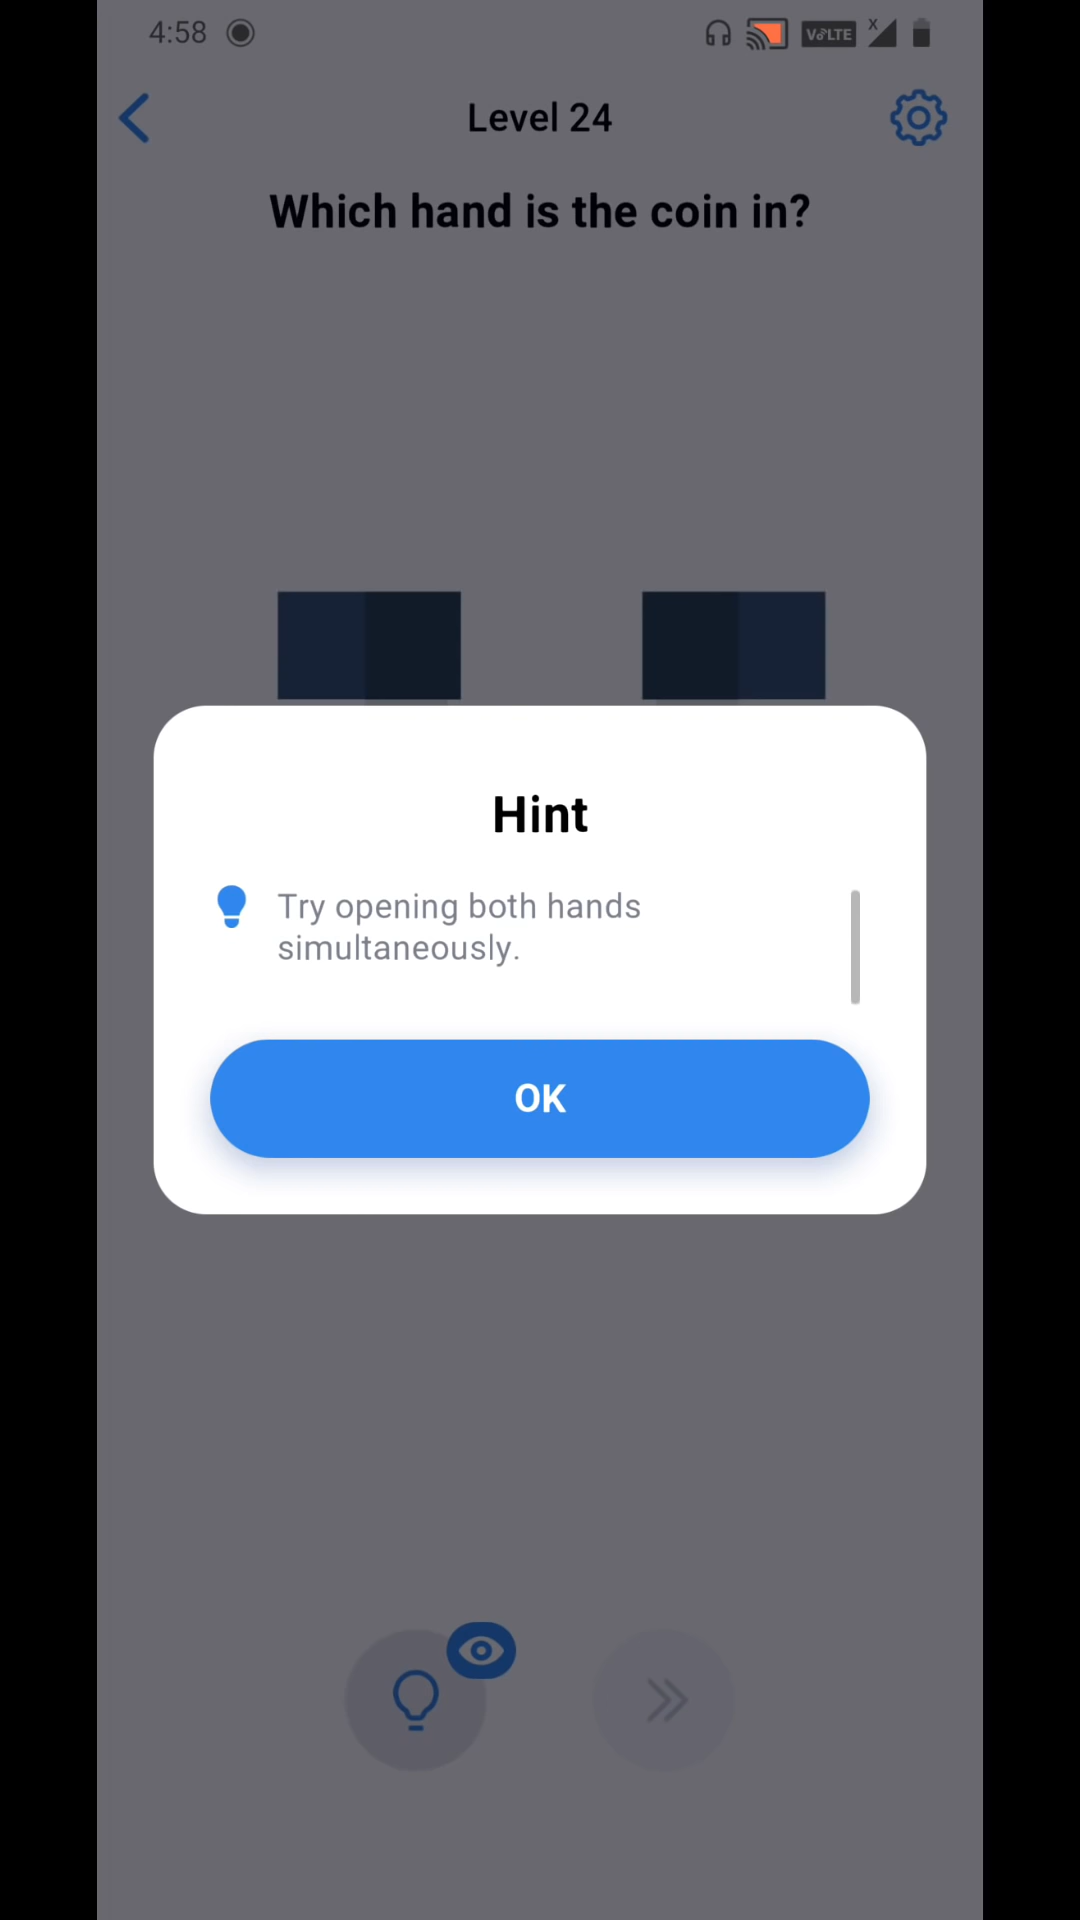 4:58
VoLTE
x
Level 24
Which hand is the coin in?
Hint
Try opening both hands
simultaneously.
OK